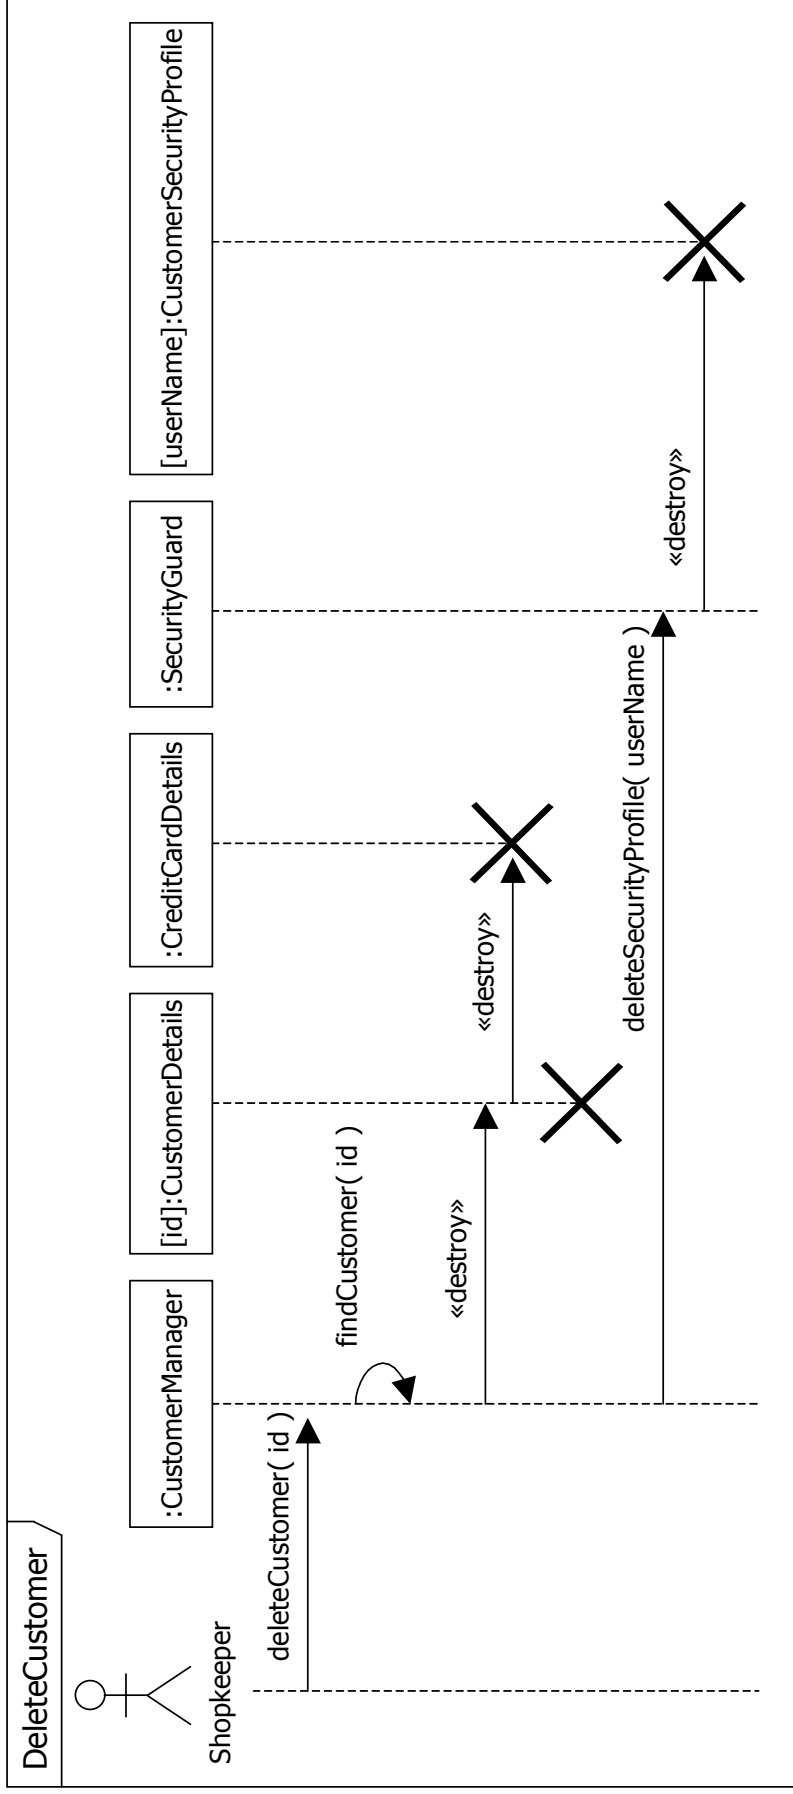 DeleteCustomer
Shopkeeper
:CustomerManager
[id]:CustomerDetails
:CreditCardDetails
:SecurityGuard
[userName]:CustomerSecurityProfile
deleteCustomer( id )
findCustomer( id )
«destroy»
«destroy»
deleteSecurityProfile( userName )
«destroy»